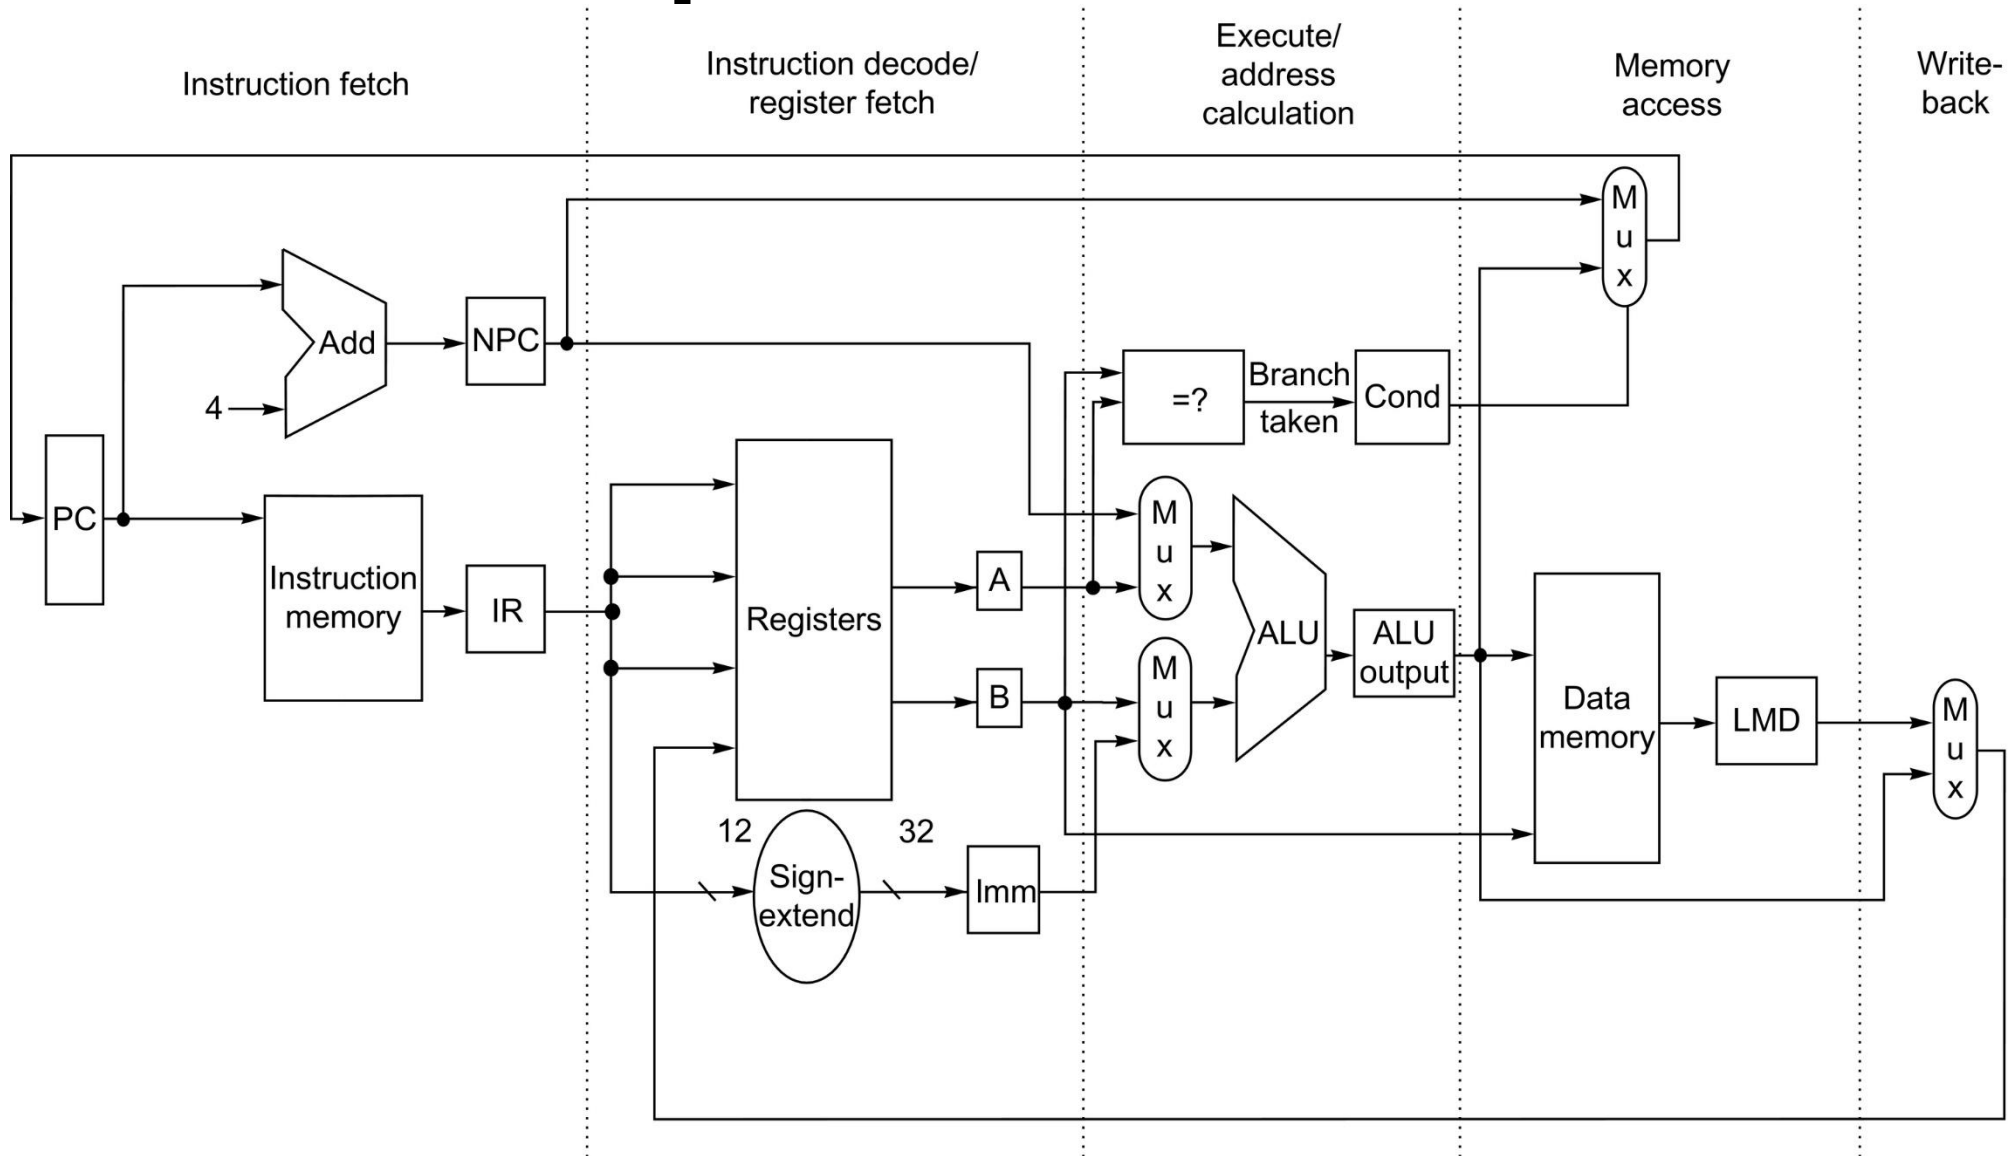 Instruction fetch
Instruction decode/
register fetch
Execute/
address
calculation
Memory
access
Write-
back
M
u
x
Add
NPC
4
=?
Branch
taken
Cond
PC
Instruction
memory
IR
Registers
A
B
M
u
x
M
u
x
ALU
ALU
output
Data
memory
LMD
M
u
x
12
32
Sign-
extend
Imm